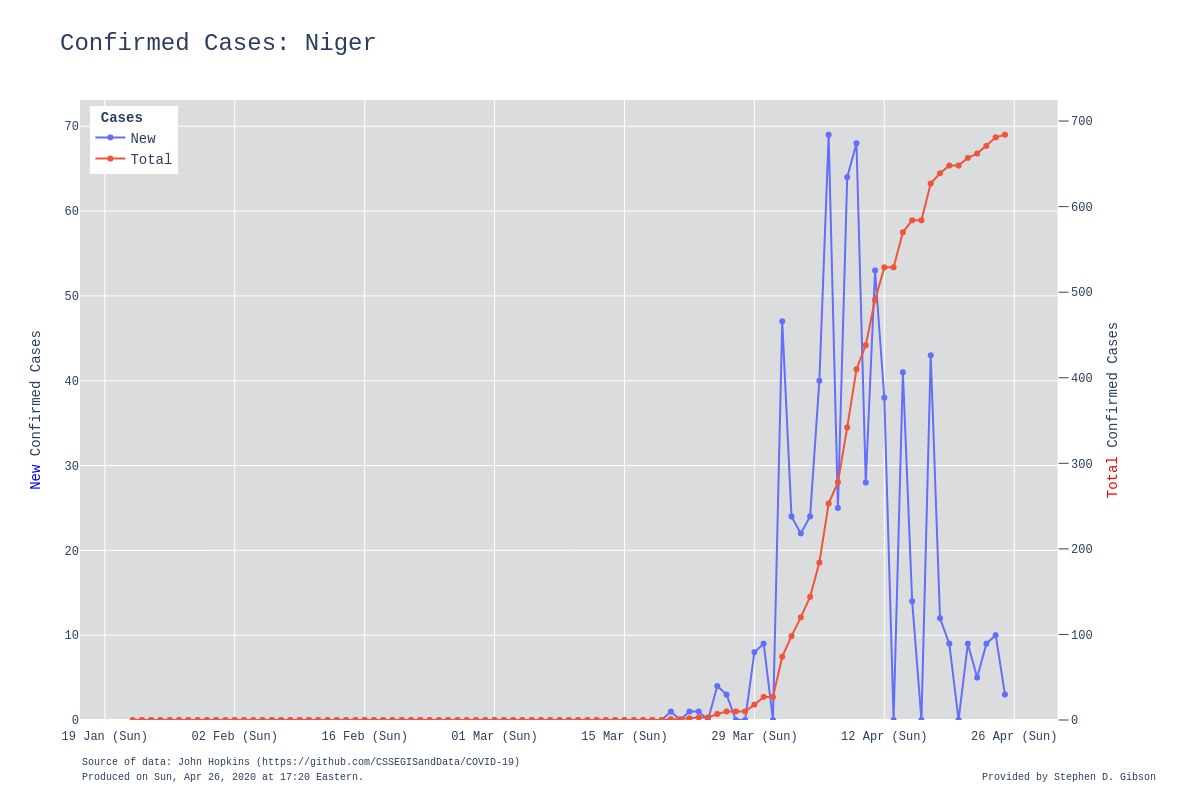 Confirmed Cases: Niger
Cases
New
Total
70
60
50
40
30
20
10
0
New Confirmed Cases
700
600
500
400
300
200
100
0
Total Confirmed Cases
19 Jan (Sun)
02 Feb (Sun)
16 Feb (Sun)
01 Mar (Sun)
15 Mar (Sun)
29 Mar (Sun)
12 Apr (Sun)
26 Apr (Sun)
Source of data: John Hopkins (https://github.com/CSSEGISandData/COVID-19)
Produced on Sun, Apr 26, 2020 at 17:20 Eastern.
Provided by Stephen D. Gibson